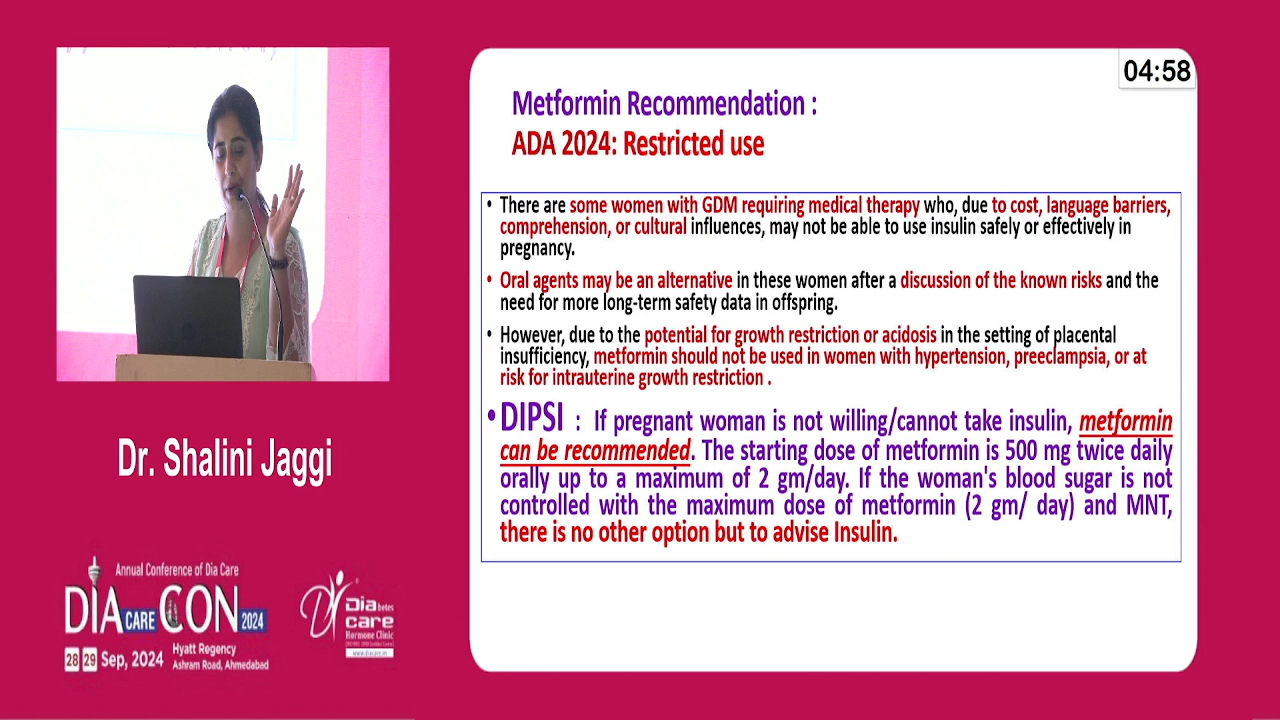 04:58
Metformin Recommendation :
ADA 2024: Restricted use
• There are some women with GDM requiring medical therapy who, due to cost, language barriers,
comprehension, or cultural influences, may not be able to use insulin safely or effectively in
pregnancy.
• Oral agents may be an alternative in these women after a discussion of the known risks and the
need for more long-term safety data in offspring.
• However, due to the potential for growth restriction or acidosis in the setting of placental
insufficiency, metformin should not be used in women with hypertension, preeclampsia, or at
risk for intrauterine growth restriction .
• DIPSI : If pregnant woman is not willing/cannot take insulin, metformin
can be recommended. The starting dose of metformin is 500 mg twice daily
orally up to a maximum of 2 gm/day. If the woman's blood sugar is not
controlled with the maximum dose of metformin (2 gm/ day) and MNT,
there is no other option but to advise Insulin.
Dr. Shalini Jaggi
Annual Conference of Dia Care
DIA CARE CON 2024
28 29 Sep, 2024
Hyatt Regency
Ashram Road, Ahmedabad
Diabetes
care
Hormone Clinic
www.diacare.in